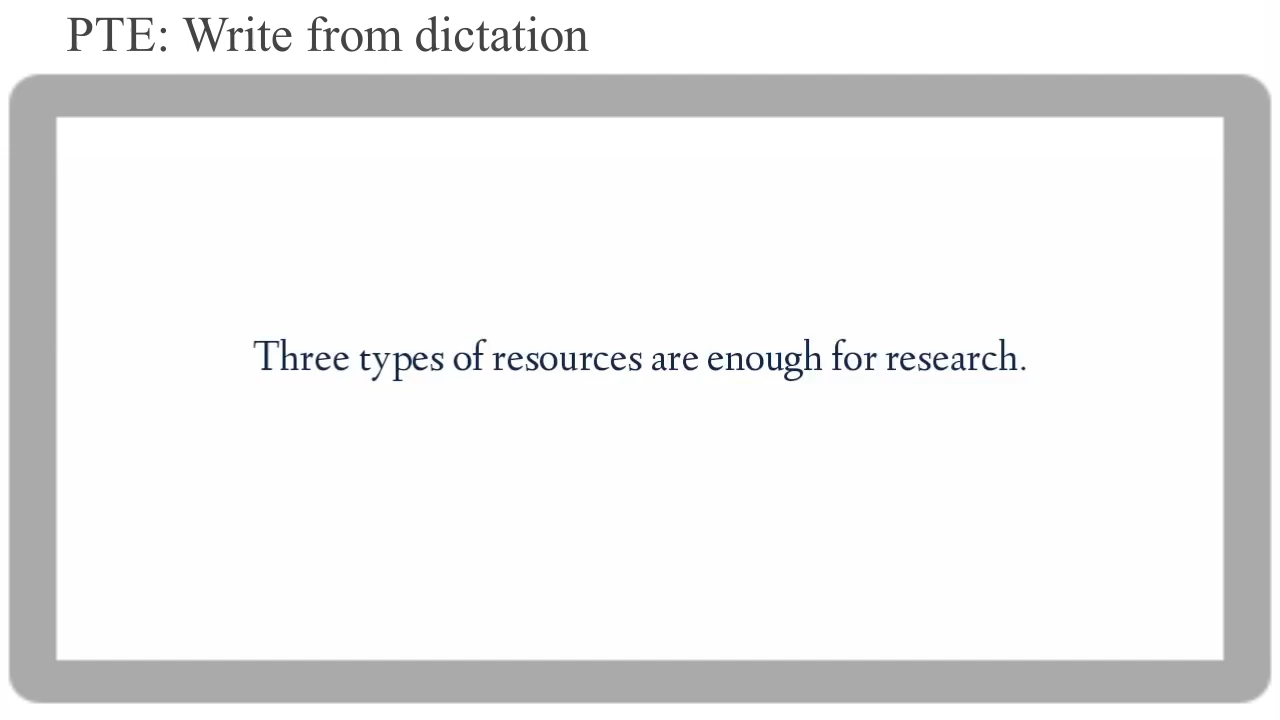 PTE: Write from dictation
Three types of resources are enough for research.